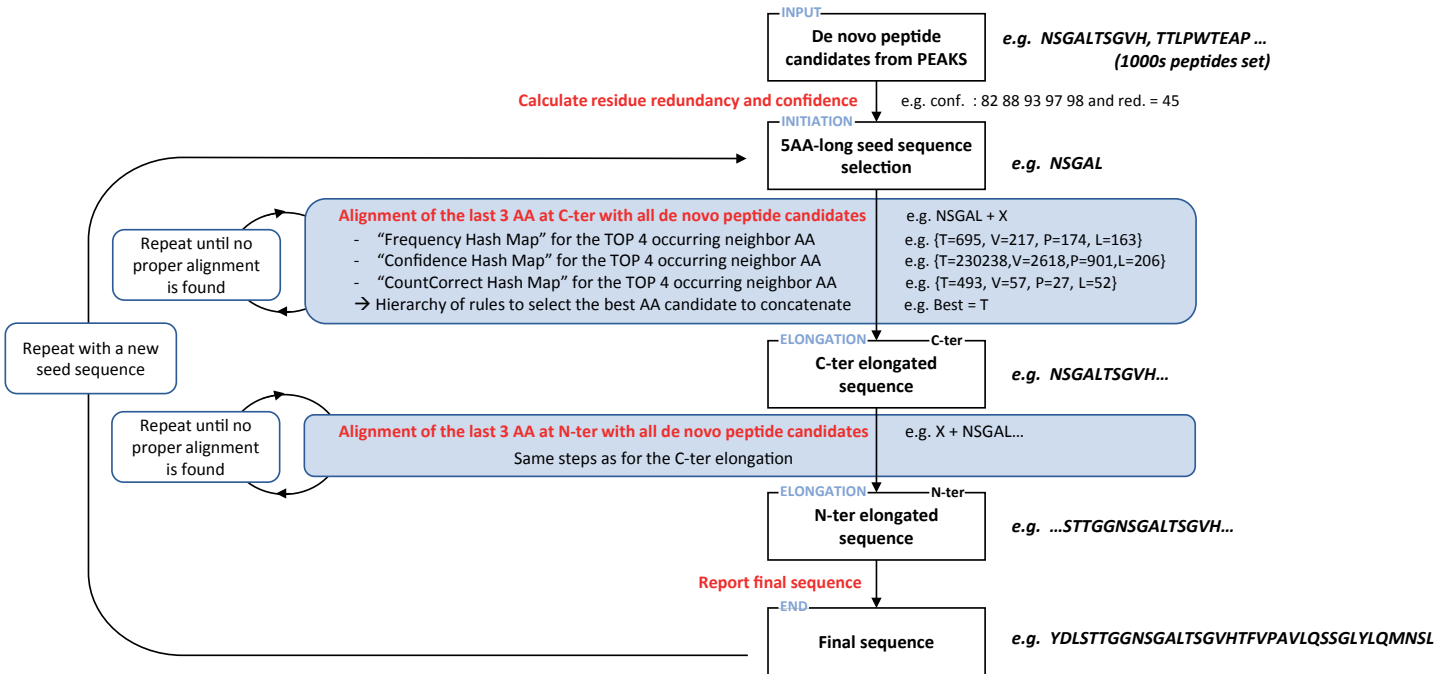 INPUT
De novo peptide
candidates from PEAKS
e.g. NSGALTSGVH, TTLPWTEAP ...
(1000s peptides set)
Calculate residue redundancy and confidence
e.g. conf. : 82 88 93 97 98 and red. = 45
INITIATION
5AA-long seed sequence
selection
e.g. NSGAL
Repeat until no
proper alignment
is found
Alignment of the last 3 AA at C-ter with all de novo peptide candidates
e.g. NSGAL + X
- “Frequency Hash Map” for the TOP 4 occurring neighbor AA
e.g. {T=695, V=217, P=174, L=163}
- “Confidence Hash Map” for the TOP 4 occurring neighbor AA
e.g. {T=230238,V=2618,P=901,L=206}
- “CountCorrect Hash Map” for the TOP 4 occurring neighbor AA
e.g. {T=493, V=57, P=27, L=52}
→ Hierarchy of rules to select the best AA candidate to concatenate
e.g. Best = T
Repeat with a new
seed sequence
ELONGATION
C-ter
C-ter elongated
sequence
e.g. NSGALTSGVH...
Repeat until no
proper alignment
is found
Alignment of the last 3 AA at N-ter with all de novo peptide candidates
e.g. X + NSGAL...
Same steps as for the C-ter elongation
ELONGATION
N-ter
N-ter elongated
sequence
e.g. ...STTGGNSGALTSGVH...
Report final sequence
END
Final sequence
e.g. YDLSTTGGNSGALTSGVHTFVPAVLQSSGLYLQMNSL